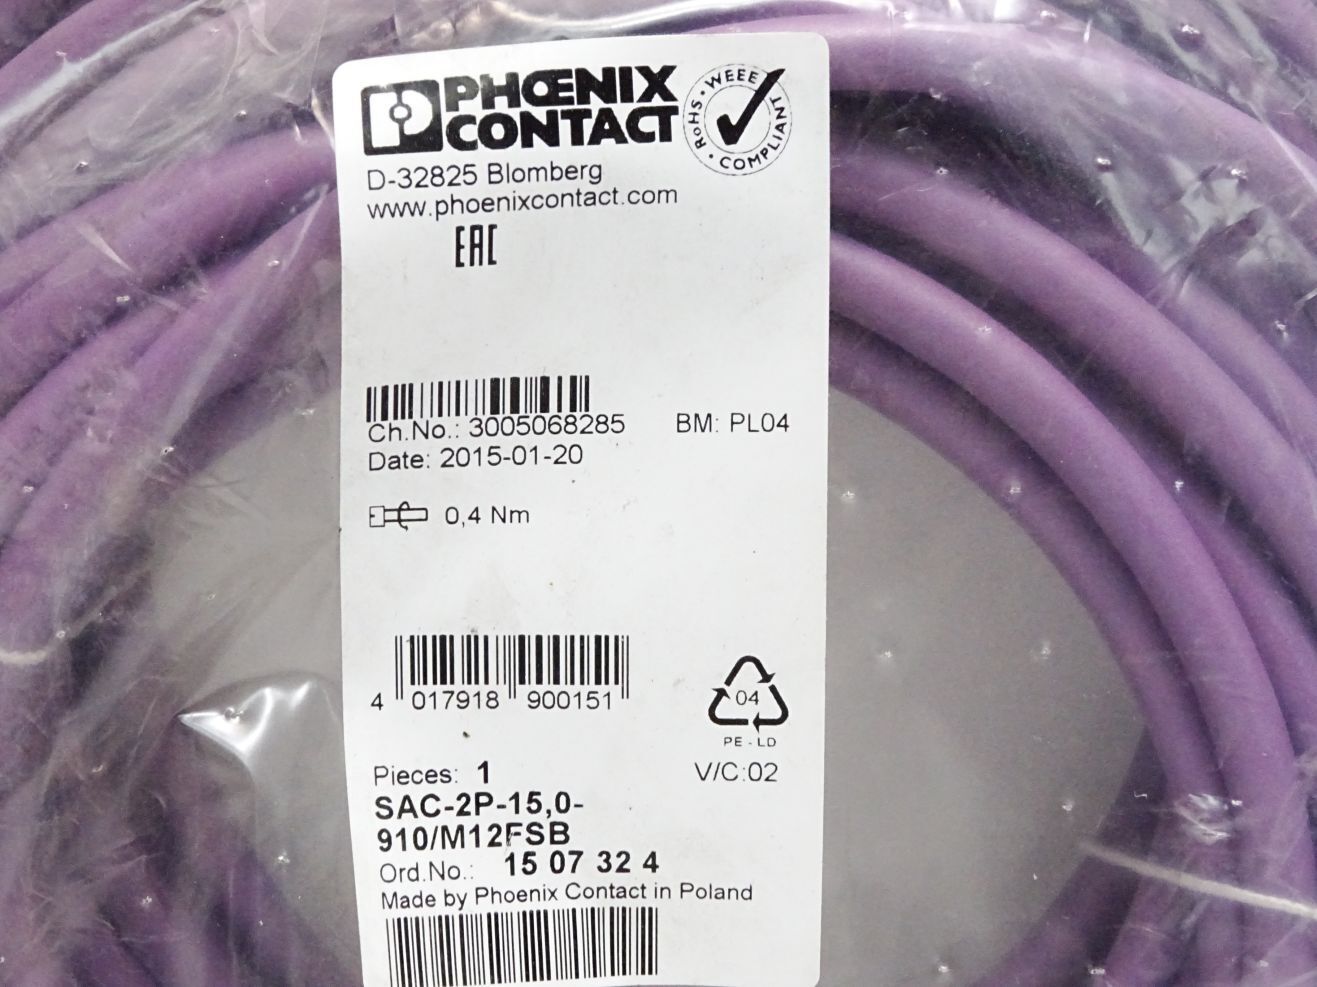 PHŒNIX
CONTACT
RoHS · WEEE · COMPLIANT
D-32825 Blomberg
www.phoenixcontact.com
EAC
Ch.No.: 3005068285 BM: PL04
Date: 2015-01-20
0,4 Nm
4 017918 900151
04
PE-LD
Pieces: 1 V/C:02
SAC-2P-15,0-
910/M12FSB
Ord.No.: 15 07 32 4
Made by Phoenix Contact in Poland